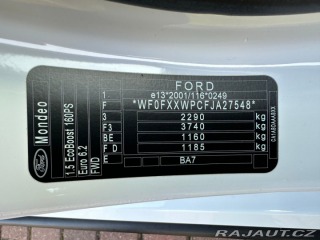 FORD
1 e13*2001/116*0249
F *WF0FXXWPCFJA27548*
3 2290 kg
F3 3740 kg
BE 1160 kg
F D 1185 kg
E BA7
Mondeo
Ford
1.5 EcoBoost 160PS
Euro 6.2
FWD
RAJAUT.CZ